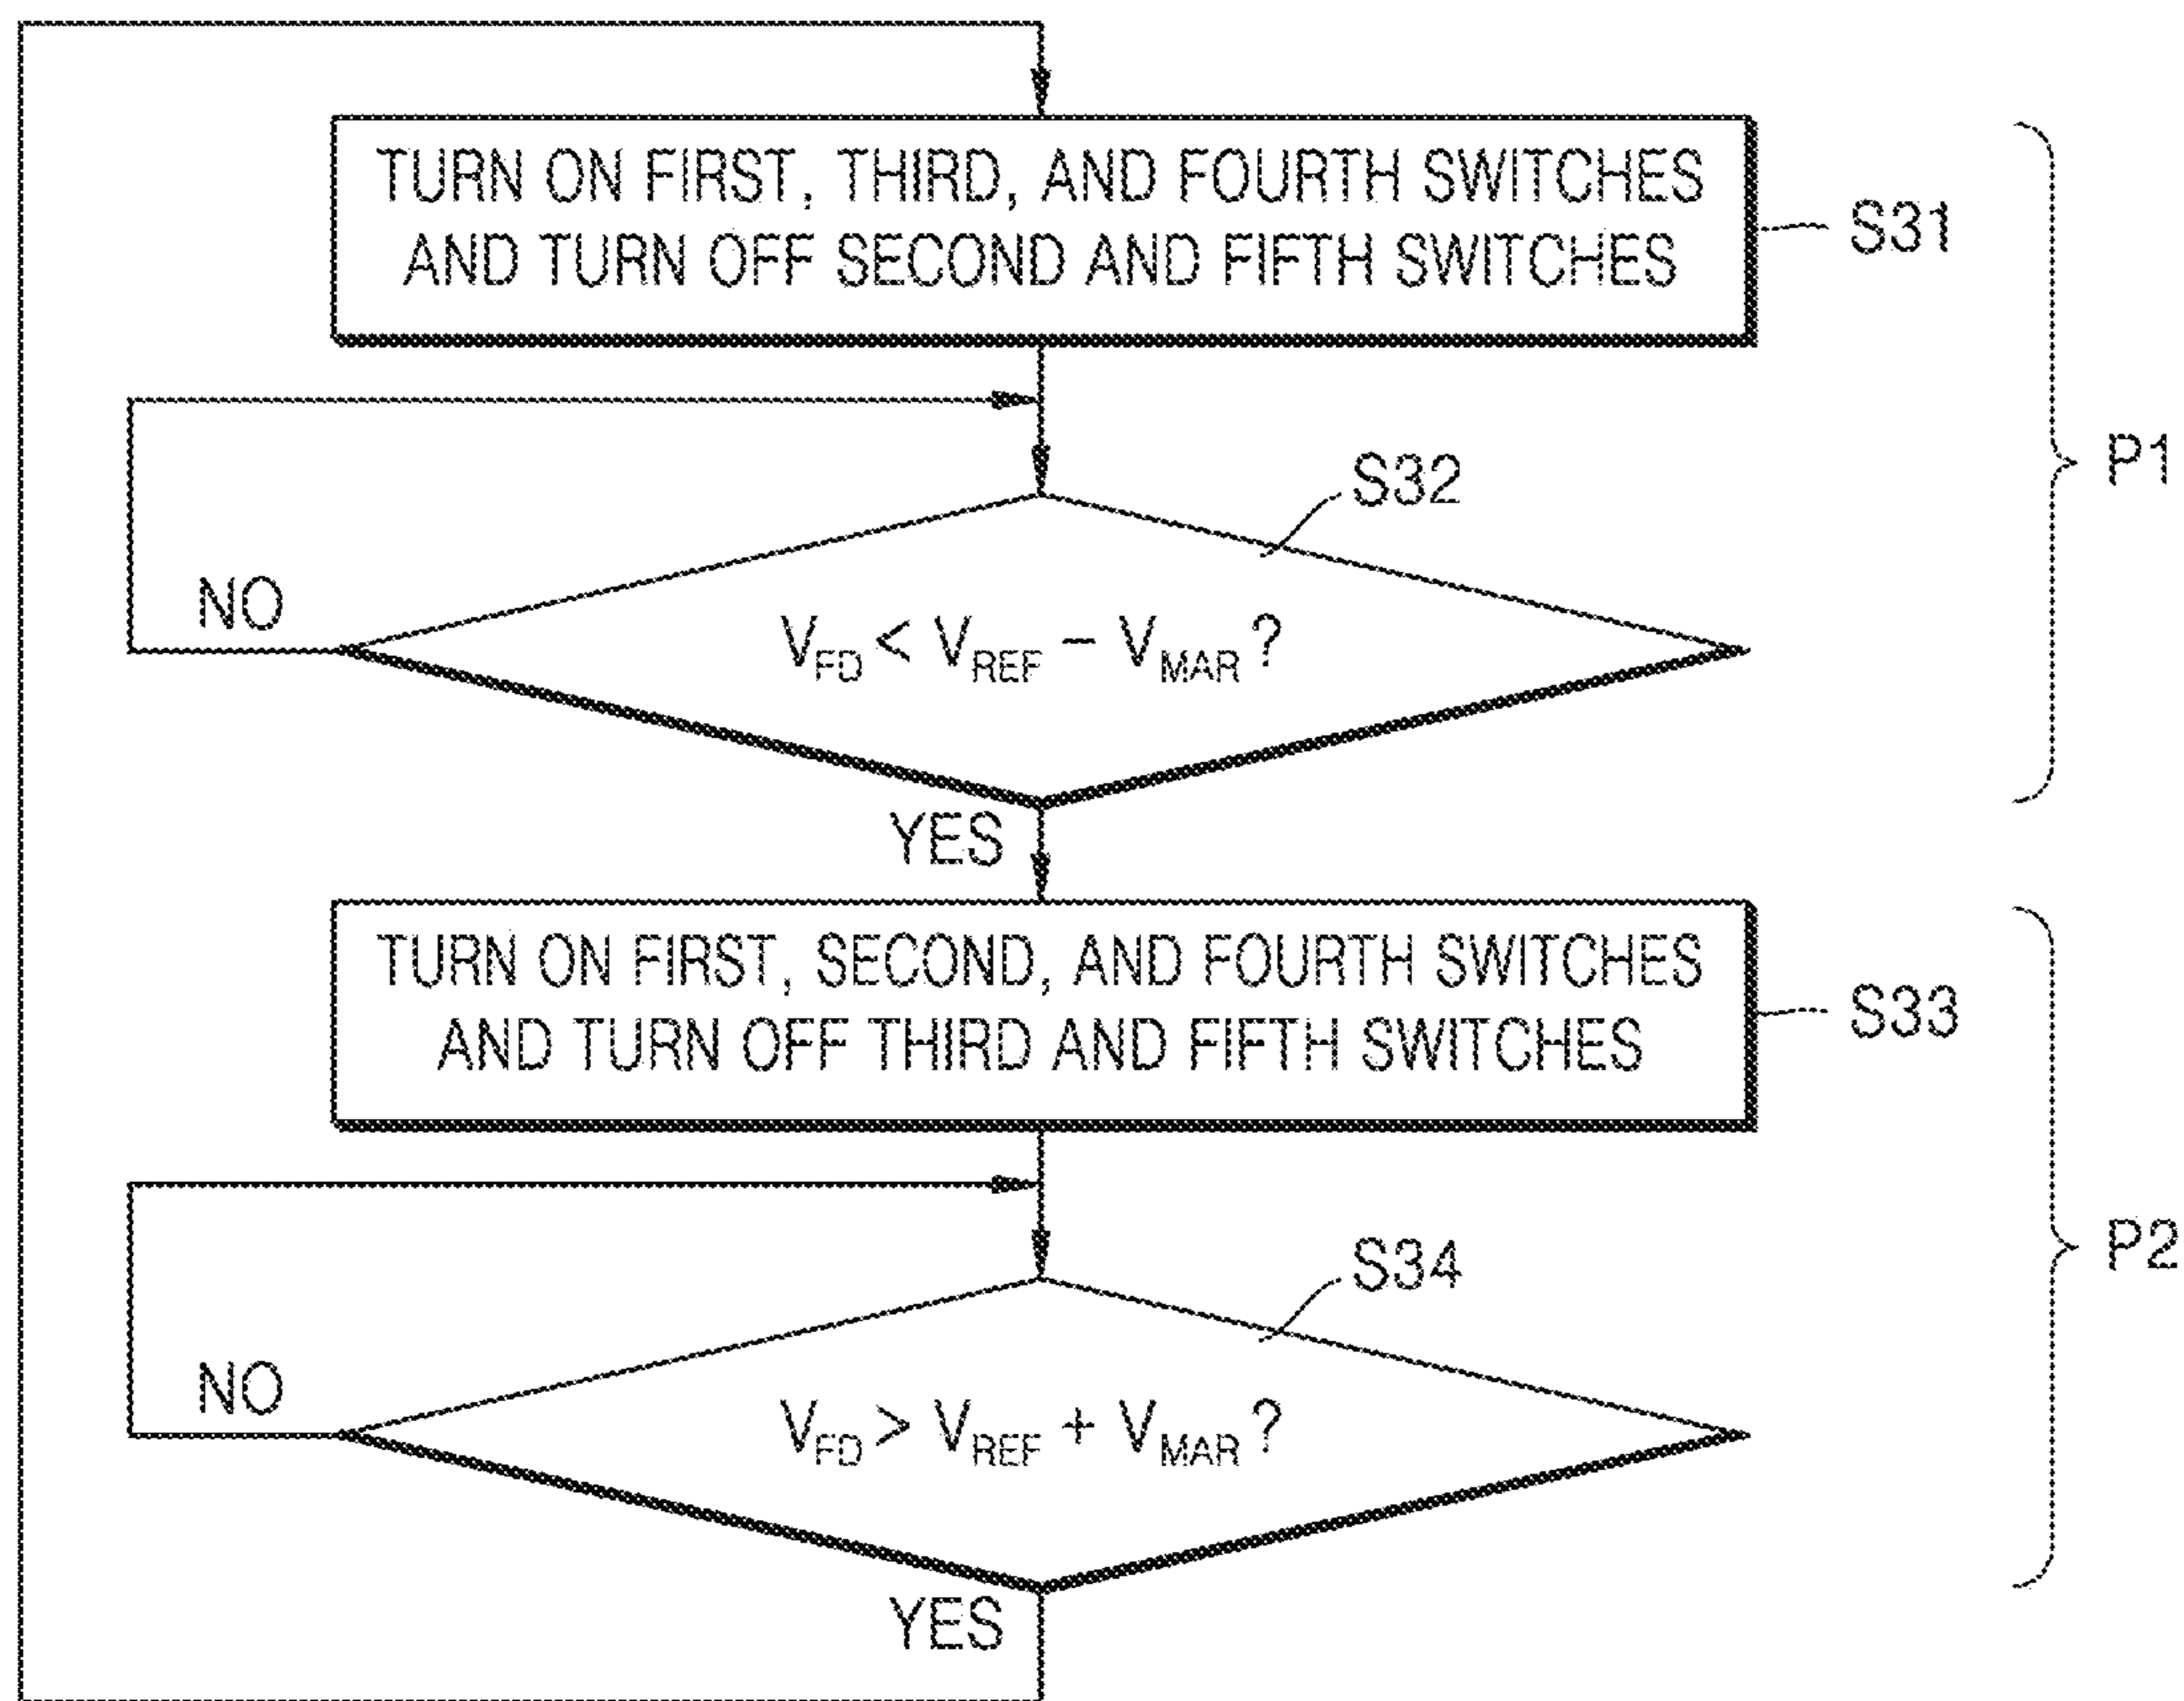 TURN ON FIRST, THIRD, AND FOURTH SWITCHES
AND TURN OFF SECOND AND FIFTH SWITCHES
S31
P1
S32
NO
V_FD < V_REF − V_MAR ?
YES
TURN ON FIRST, SECOND, AND FOURTH SWITCHES
AND TURN OFF THIRD AND FIFTH SWITCHES
S33
P2
S34
NO
V_FD > V_REF + V_MAR ?
YES